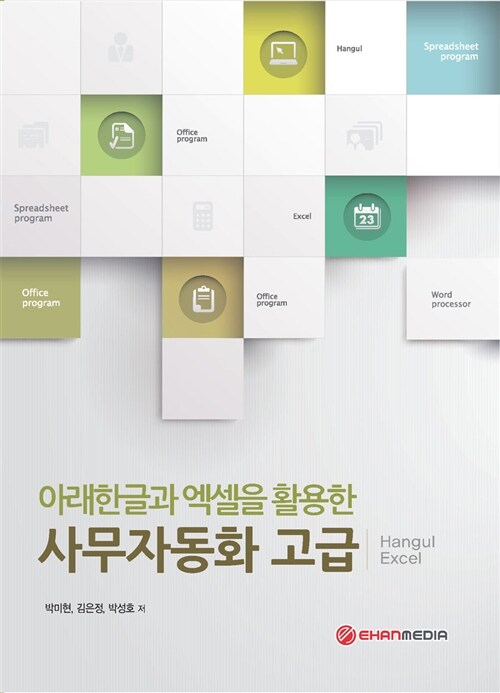 Hangul
Spreadsheet
program
Office
program
Spreadsheet
program
Excel
23
Office
program
Office
program
Word
processor
아래한글과 엑셀을 활용한
사무자동화 고급
Hangul
Excel
박미현, 김은정, 박성호 저
EHANMEDIA